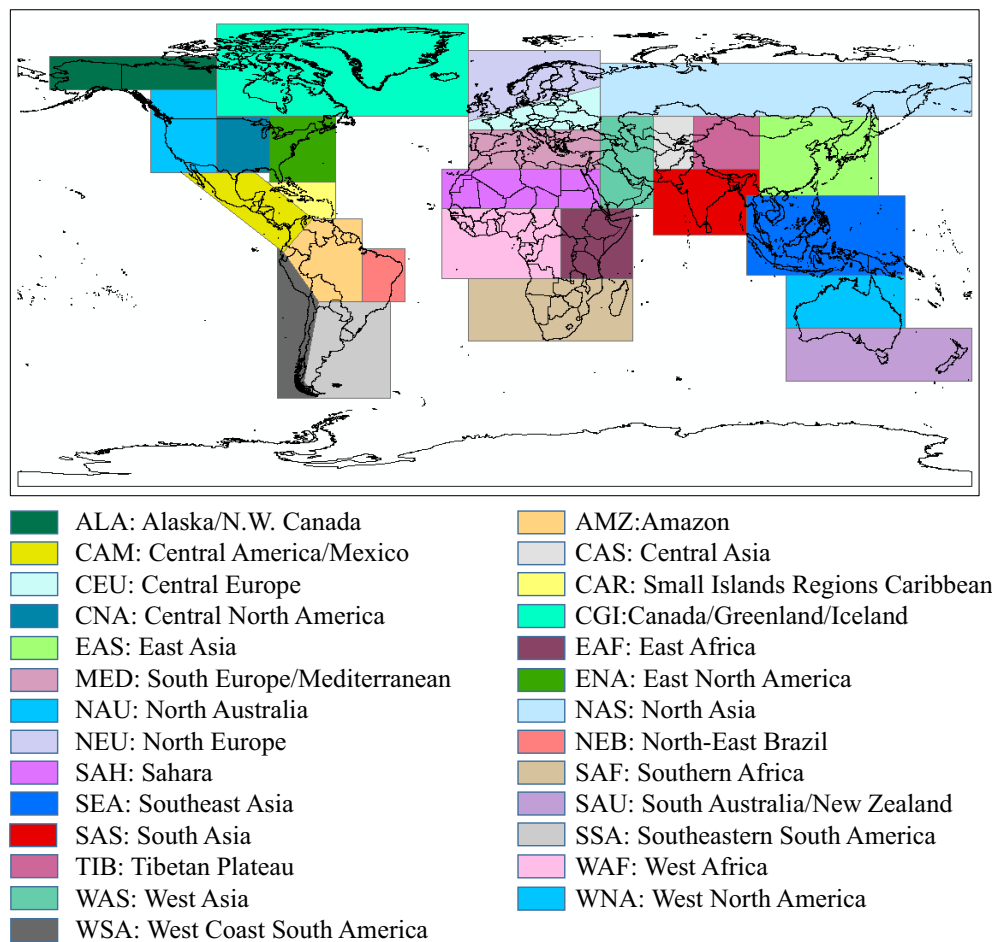 ALA: Alaska/N.W. Canada
AMZ:Amazon
CAM: Central America/Mexico
CAS: Central Asia
CEU: Central Europe
CAR: Small Islands Regions Caribbean
CNA: Central North America
CGI:Canada/Greenland/Iceland
EAS: East Asia
EAF: East Africa
MED: South Europe/Mediterranean
ENA: East North America
NAU: North Australia
NAS: North Asia
NEU: North Europe
NEB: North-East Brazil
SAH: Sahara
SAF: Southern Africa
SEA: Southeast Asia
SAU: South Australia/New Zealand
SAS: South Asia
SSA: Southeastern South America
TIB: Tibetan Plateau
WAF: West Africa
WAS: West Asia
WNA: West North America
WSA: West Coast South America